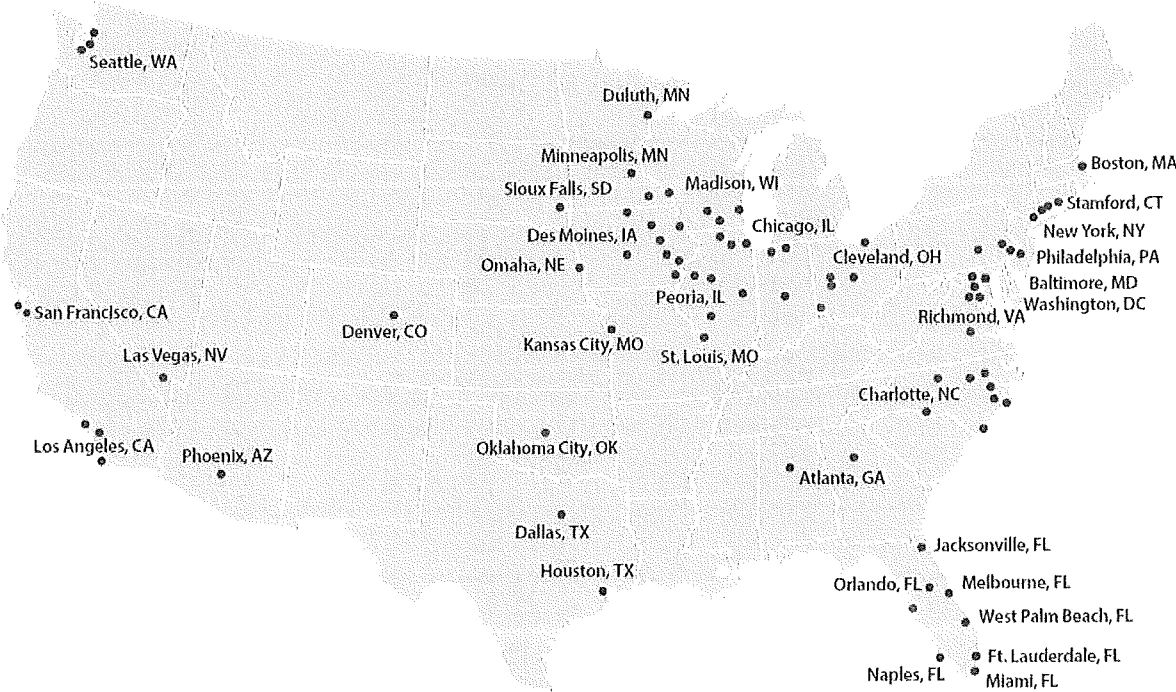 Seattle, WA
Duluth, MN
Minneapolis, MN
Boston, MA
Sioux Falls, SD
Madison, WI
Stamford, CT
Chicago, IL
New York, NY
Des Moines, IA
Cleveland, OH
Philadelphia, PA
Omaha, NE
Baltimore, MD
Peoria, IL
Washington, DC
San Francisco, CA
Richmond, VA
Denver, CO
Kansas City, MO
Las Vegas, NV
St. Louis, MO
Charlotte, NC
Los Angeles, CA
Oklahoma City, OK
Phoenix, AZ
Atlanta, GA
Dallas, TX
Jacksonville, FL
Houston, TX
Orlando, FL
Melbourne, FL
West Palm Beach, FL
Ft. Lauderdale, FL
Naples, FL
Miami, FL